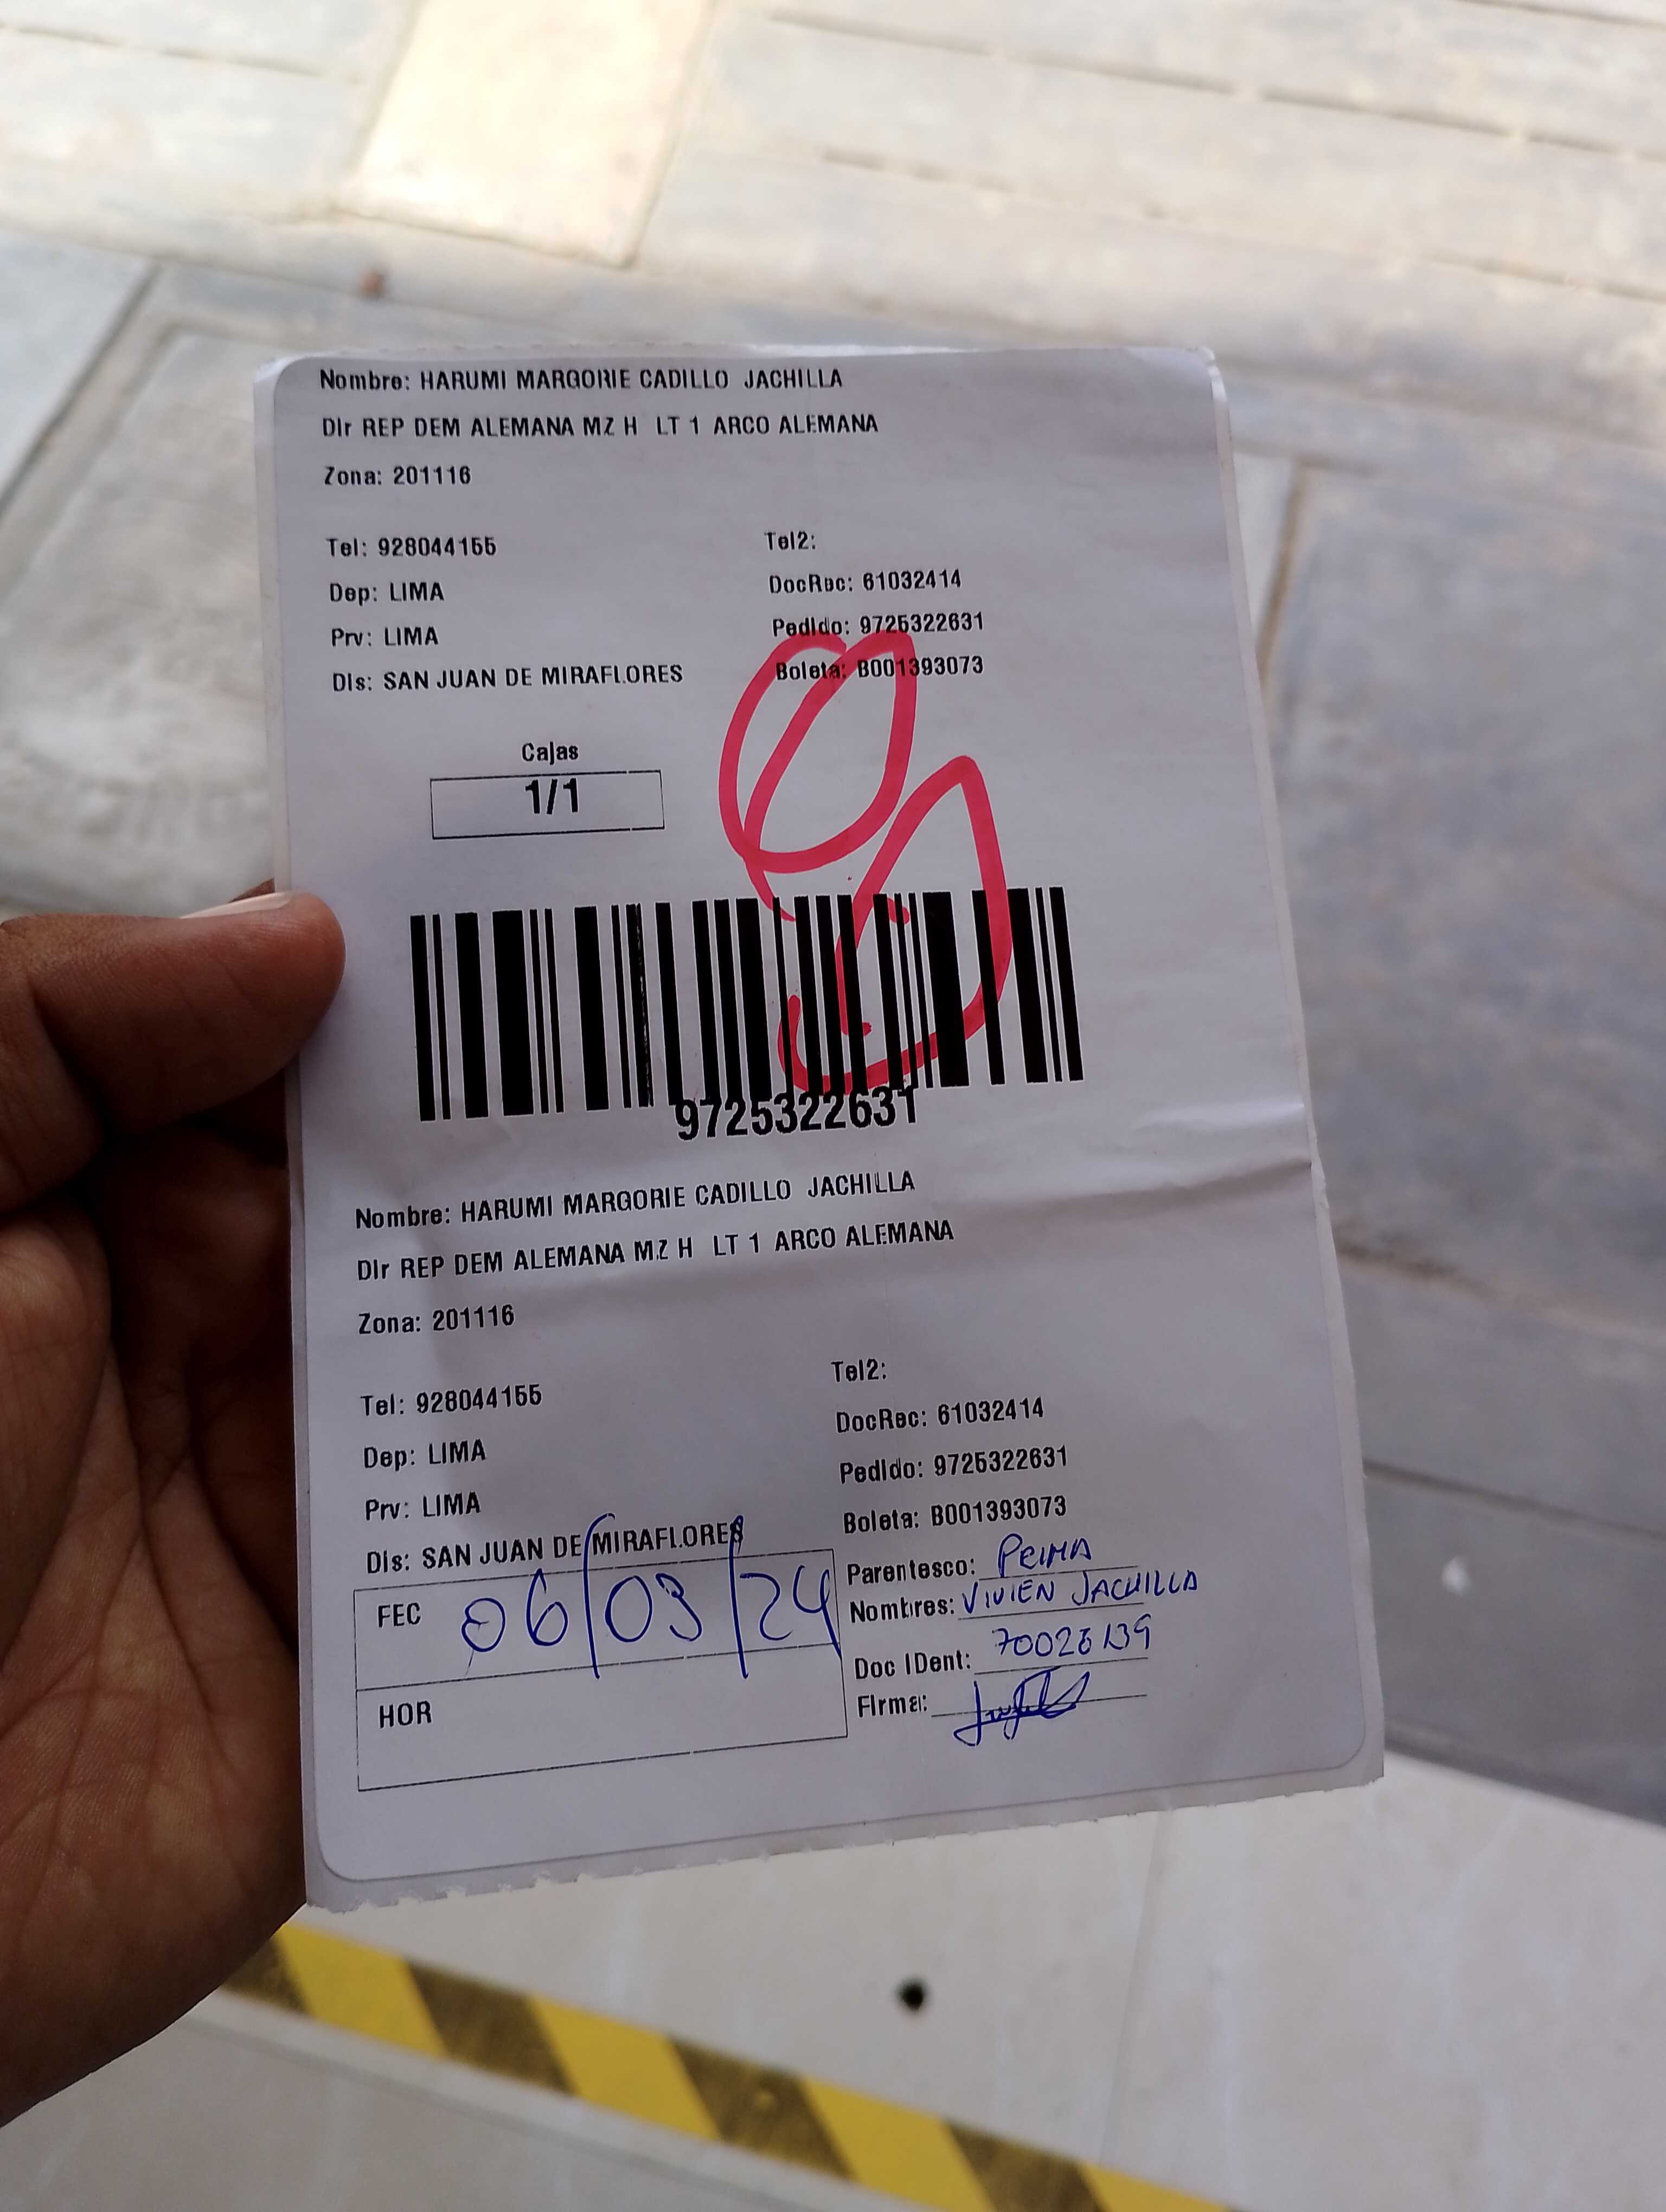 Nombre: HARUMI MARGORIE CADILLO JACHILLA
Dir REP DEM ALEMANA MZ H LT 1 ARCO ALEMANA
Zona: 201116
Tel: 928044155 Tel2:
Dep: LIMA DocRec: 61032414
Prv: LIMA Pedido: 9725322631
Dis: SAN JUAN DE MIRAFLORES Boleta: B001393073
Cajas
1/1
9725322631
Nombre: HARUMI MARGORIE CADILLO JACHILLA
Dir REP DEM ALEMANA MZ H LT 1 ARCO ALEMANA
Zona: 201116
Tel: 928044155 Tel2:
Dep: LIMA DocRec: 61032414
Prv: LIMA Pedido: 9725322631
Dis: SAN JUAN DE MIRAFLORES Boleta: B001393073
FEC 06/03/24 Parentesco: PRIMA
Nombres: VIVIEN JACHILLA
Doc IDent:
HOR Firma: